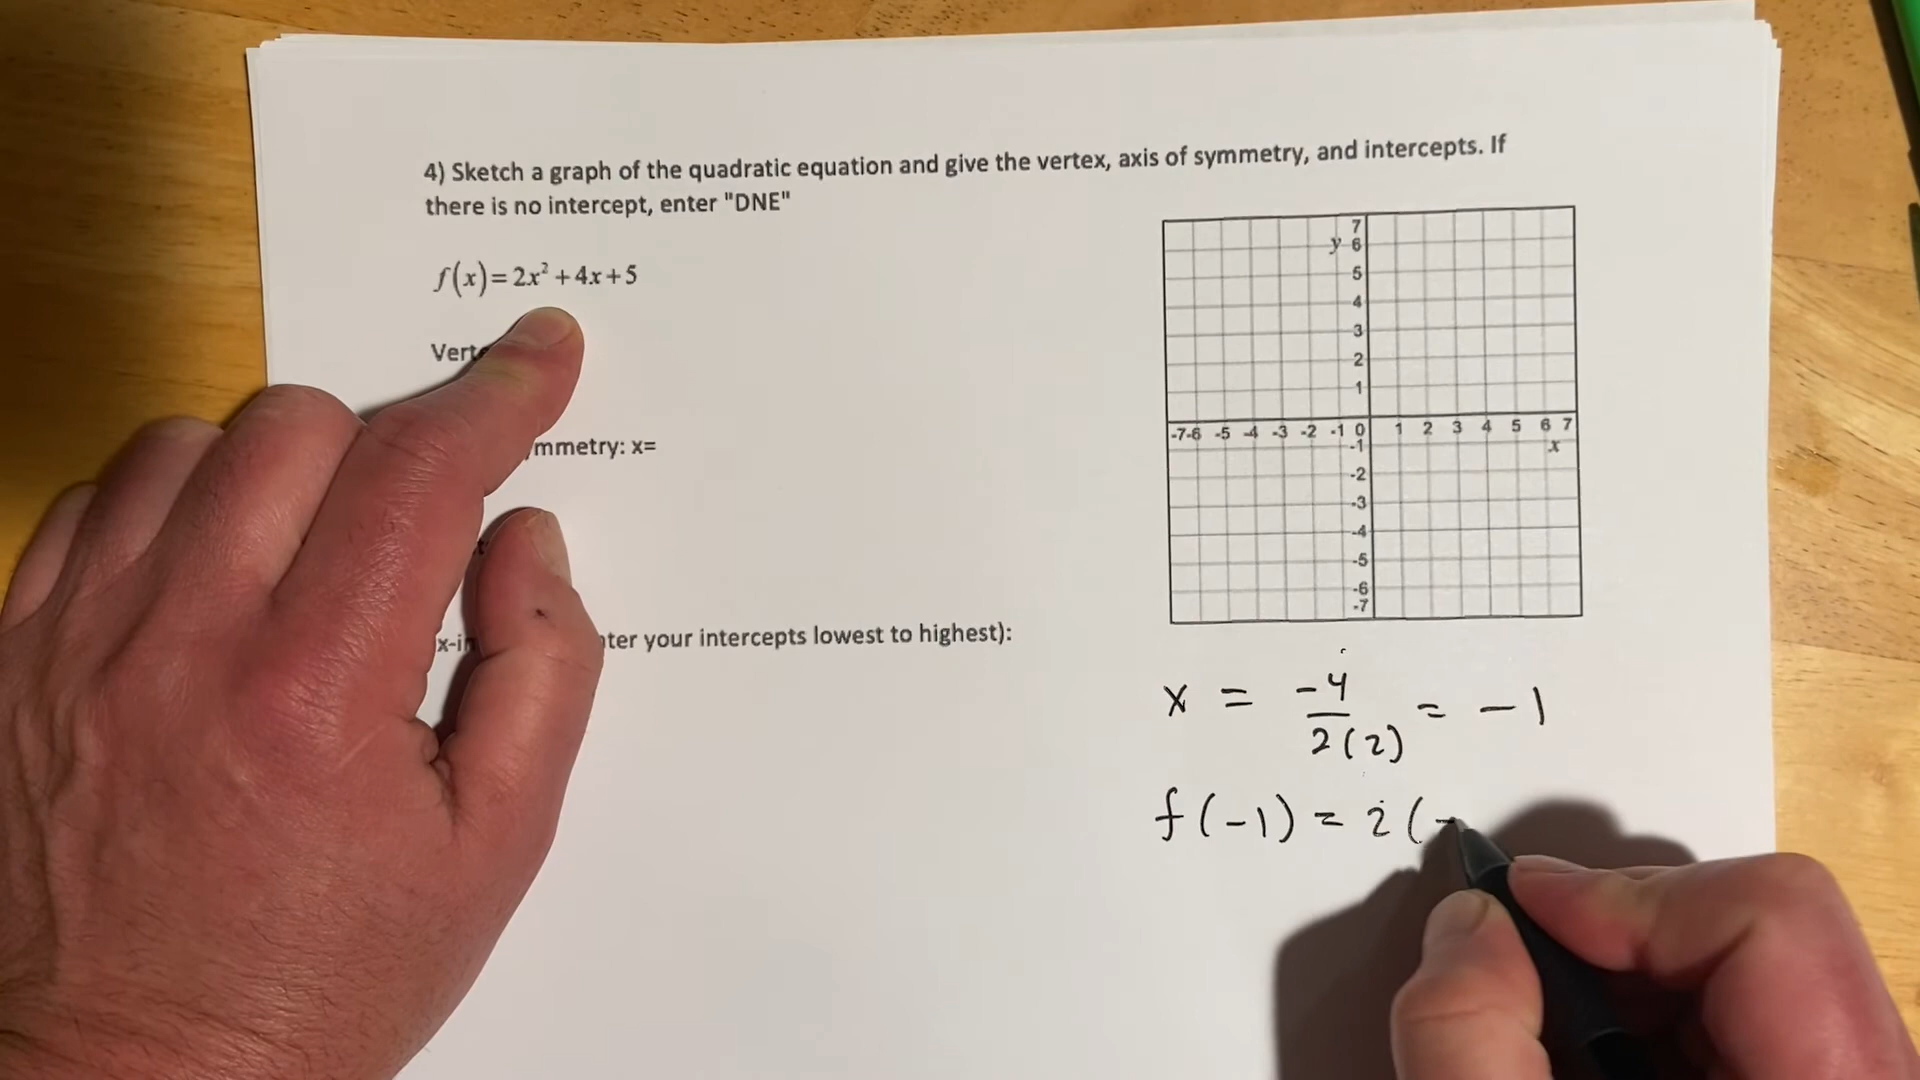 4) Sketch a graph of the quadratic equation and give the vertex, axis of symmetry, and intercepts. If
there is no intercept, enter "DNE"
f(x)=2x²+4x+5
Verte
mmetry: x=
x-in
ter your intercepts lowest to highest):
7
y 6
5
4
3
2
1
-7 -6 -5 -4 -3 -2 -1 0 1 2 3 4 5 6 7
x
-1
-2
-3
-4
-5
-6
-7
x = -4/2(2) = -1
f(-1) = 2(-